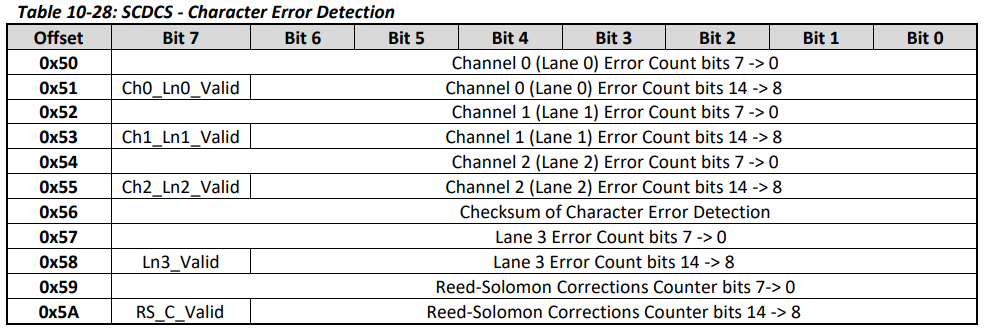 Table 10-28: SCDCS - Character Error Detection
Offset Bit 7 Bit 6 Bit 5 Bit 4 Bit 3 Bit 2 Bit 1 Bit 0
0x50 Channel 0 (Lane 0) Error Count bits 7 -> 0
0x51 Ch0_Ln0_Valid Channel 0 (Lane 0) Error Count bits 14 -> 8
0x52 Channel 1 (Lane 1) Error Count bits 7 -> 0
0x53 Ch1_Ln1_Valid Channel 1 (Lane 1) Error Count bits 14 -> 8
0x54 Channel 2 (Lane 2) Error Count bits 7 -> 0
0x55 Ch2_Ln2_Valid Channel 2 (Lane 2) Error Count bits 14 -> 8
0x56 Checksum of Character Error Detection
0x57 Lane 3 Error Count bits 7 -> 0
0x58 Ln3_Valid Lane 3 Error Count bits 14 -> 8
0x59 Reed-Solomon Corrections Counter bits 7-> 0
0x5A RS_C_Valid Reed-Solomon Corrections Counter bits 14 -> 8